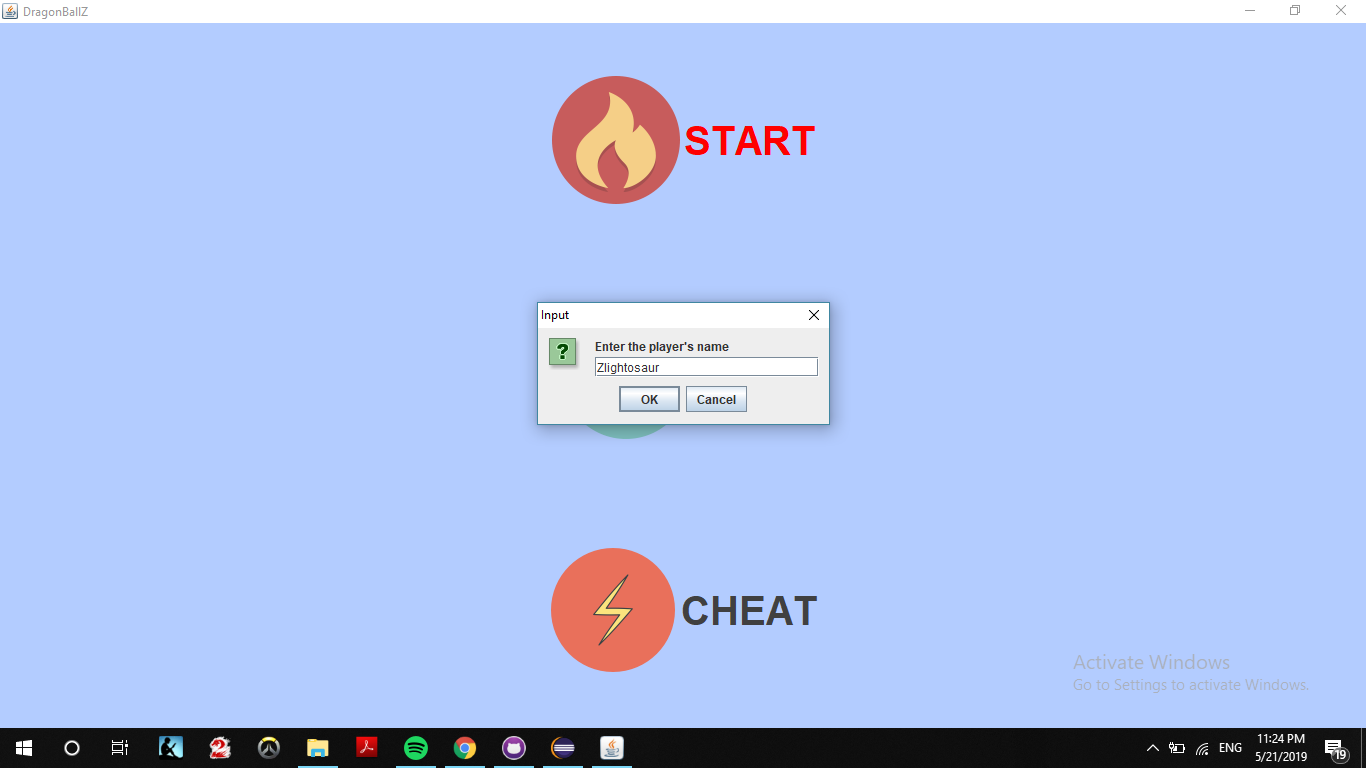 DragonBallZ
START
Input
?
Enter the player's name
Zlightosaur
OK
Cancel
CHEAT
Activate Windows
Go to Settings to activate Windows.
ENG
11:24 PM
5/21/2019
19